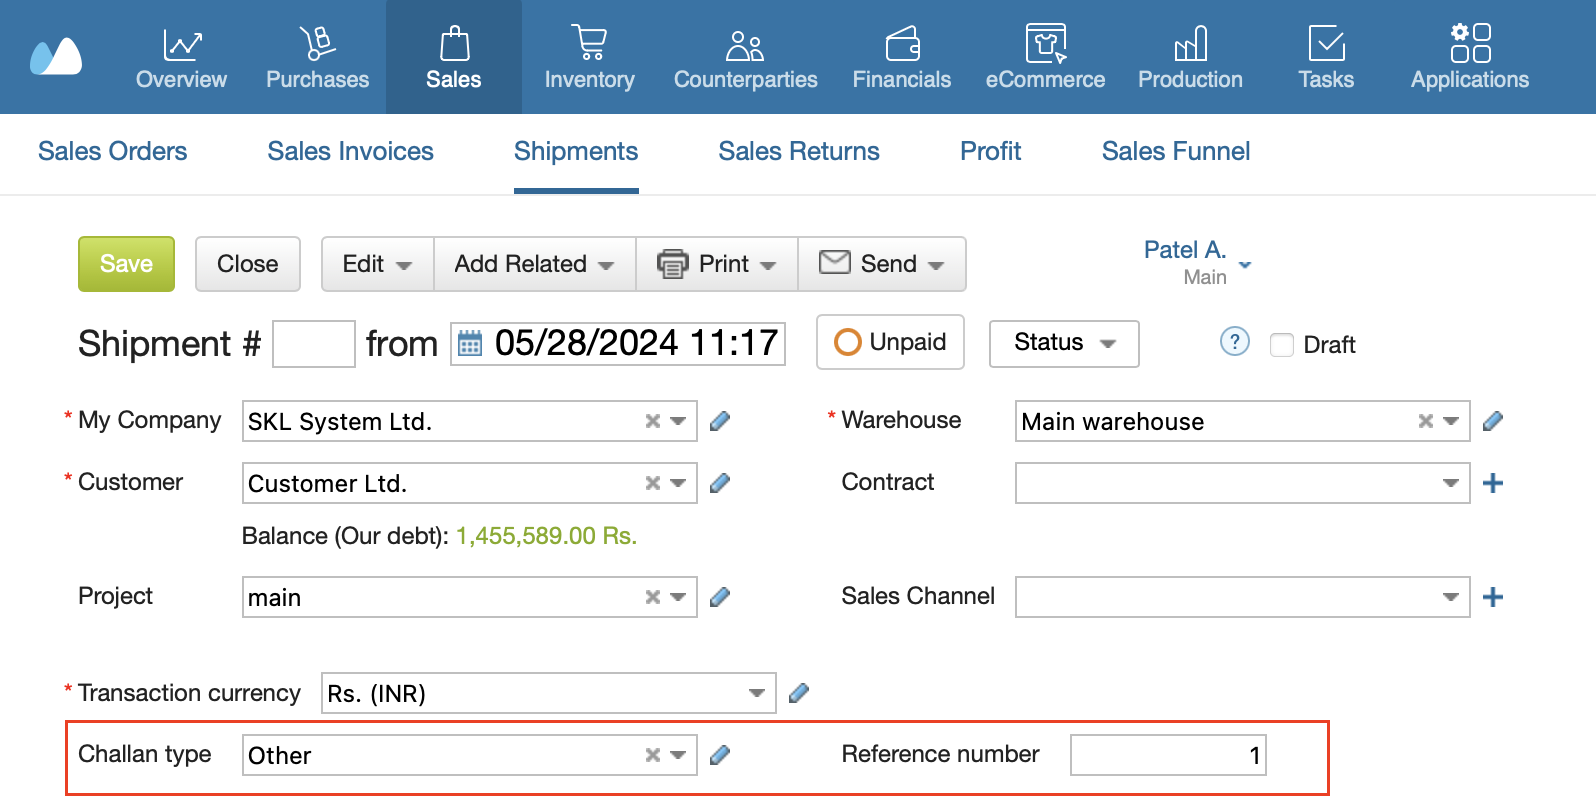 Overview Purchases Sales Inventory Counterparties Financials eCommerce Production Tasks Applications
Sales Orders Sales Invoices Shipments Sales Returns Profit Sales Funnel
Save Close Edit Add Related Print Send Patel A.
Main
Shipment # from 05/28/2024 11:17 Unpaid Status ? Draft
* My Company SKL System Ltd. * Warehouse Main warehouse
* Customer Customer Ltd. Contract
Balance (Our debt): 1,455,589.00 Rs.
Project main Sales Channel
* Transaction currency Rs. (INR)
Challan type Other Reference number 1